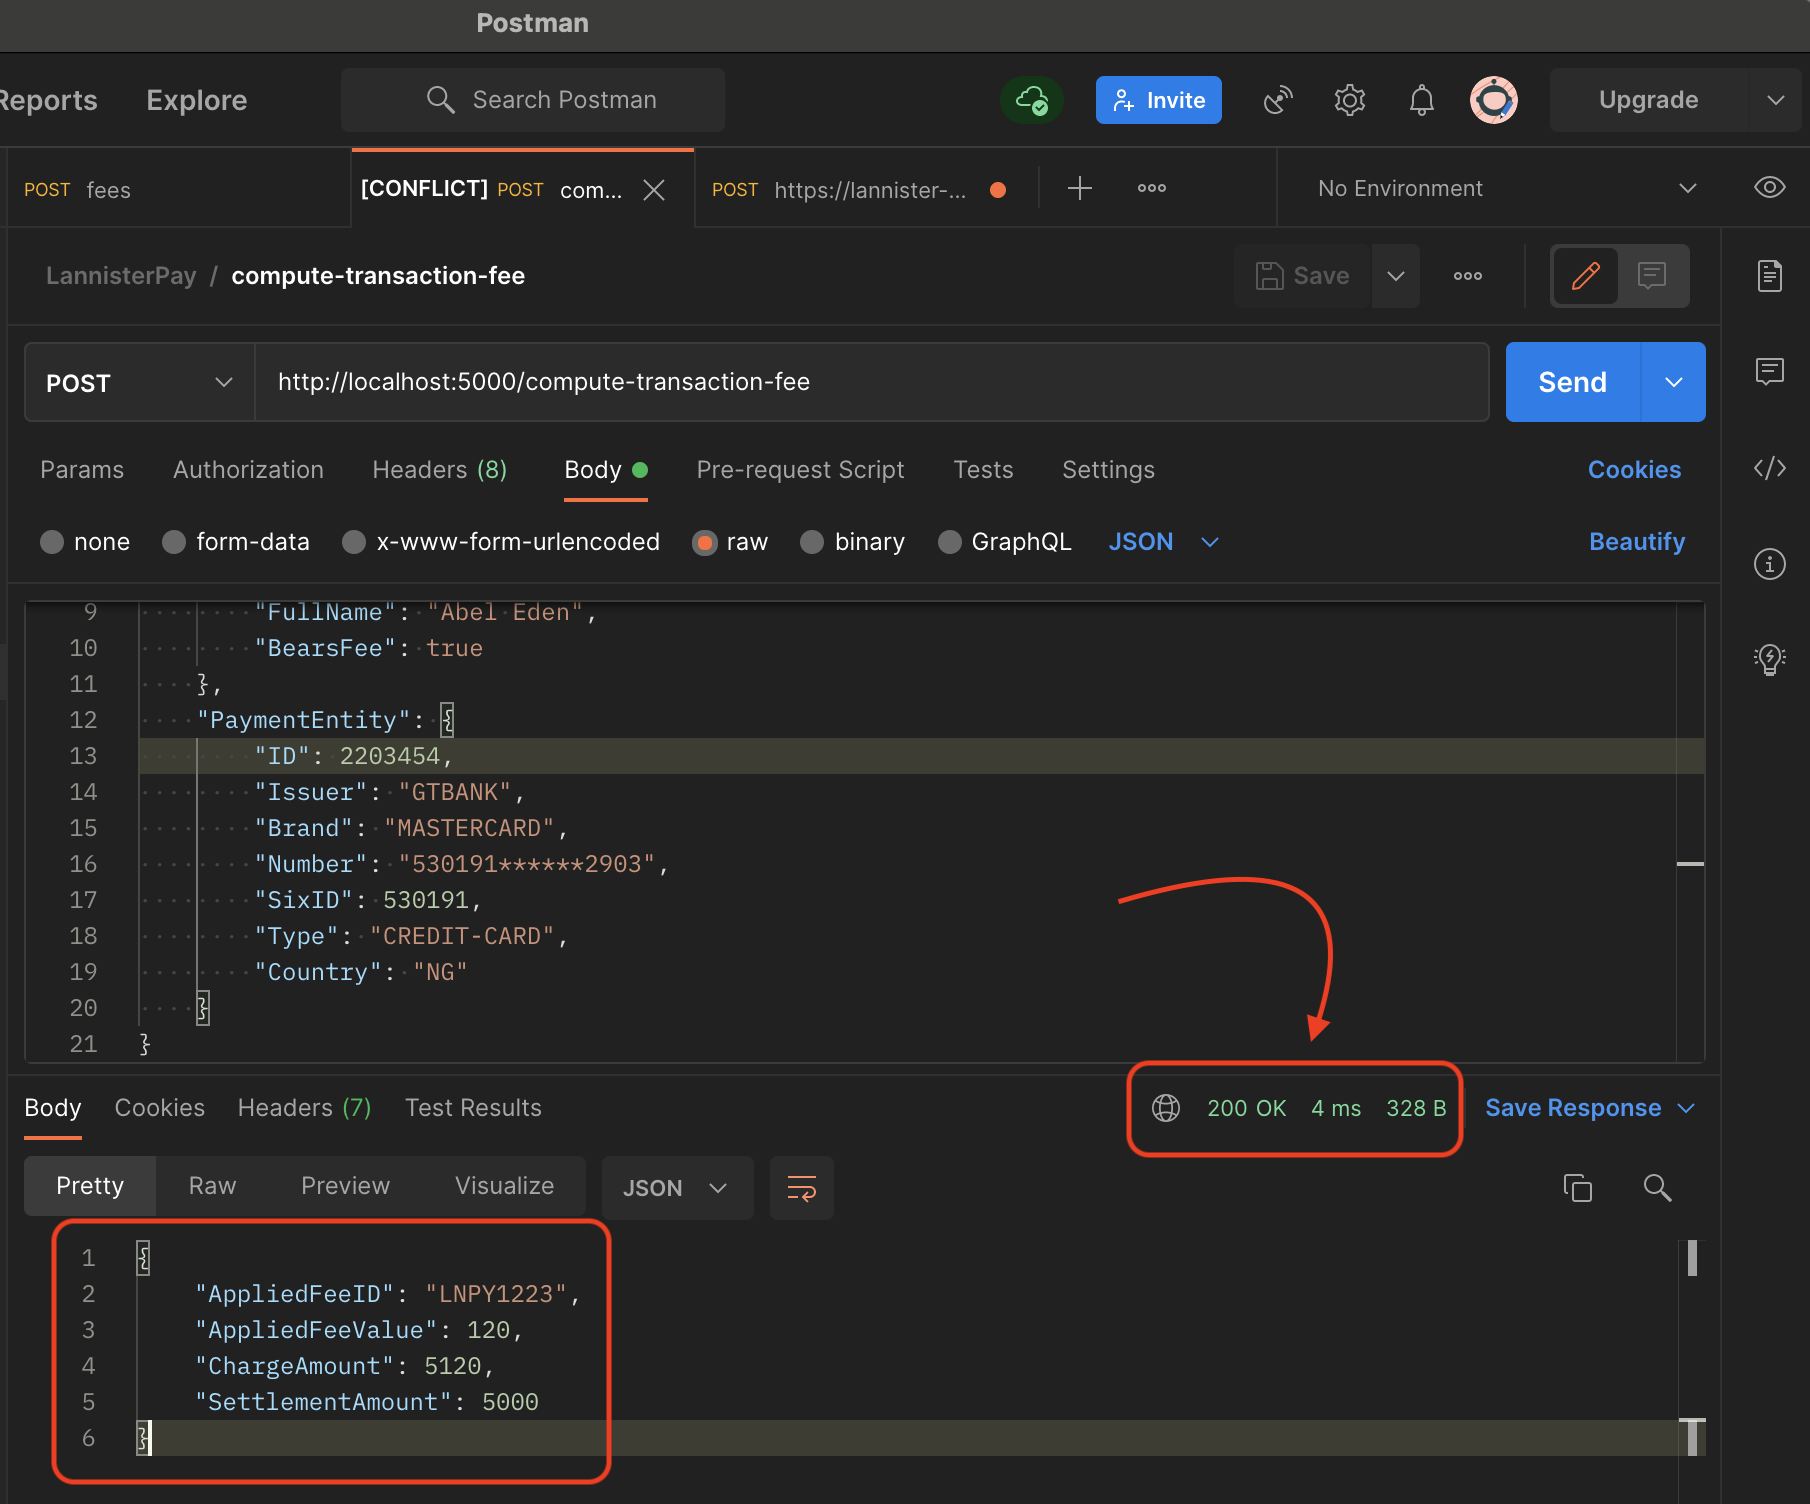 Postman
Reports Explore Search Postman Invite Upgrade
POST fees [CONFLICT] POST com... POST https://lannister-... No Environment
LannisterPay / compute-transaction-fee Save
POST http://localhost:5000/compute-transaction-fee Send
Params Authorization Headers (8) Body Pre-request Script Tests Settings Cookies
none form-data x-www-form-urlencoded raw binary GraphQL JSON Beautify
9 "FullName": "Abel Eden",
10 "BearsFee": true
11 },
12 "PaymentEntity": {
13 "ID": 2203454,
14 "Issuer": "GTBANK",
15 "Brand": "MASTERCARD",
16 "Number": "530191******2903",
17 "SixID": 530191,
18 "Type": "CREDIT-CARD",
19 "Country": "NG"
20 }
21 }
Body Cookies Headers (7) Test Results 200 OK 4 ms 328 B Save Response
Pretty Raw Preview Visualize JSON
1 {
2 "AppliedFeeID": "LNPY1223",
3 "AppliedFeeValue": 120,
4 "ChargeAmount": 5120,
5 "SettlementAmount": 5000
6 }